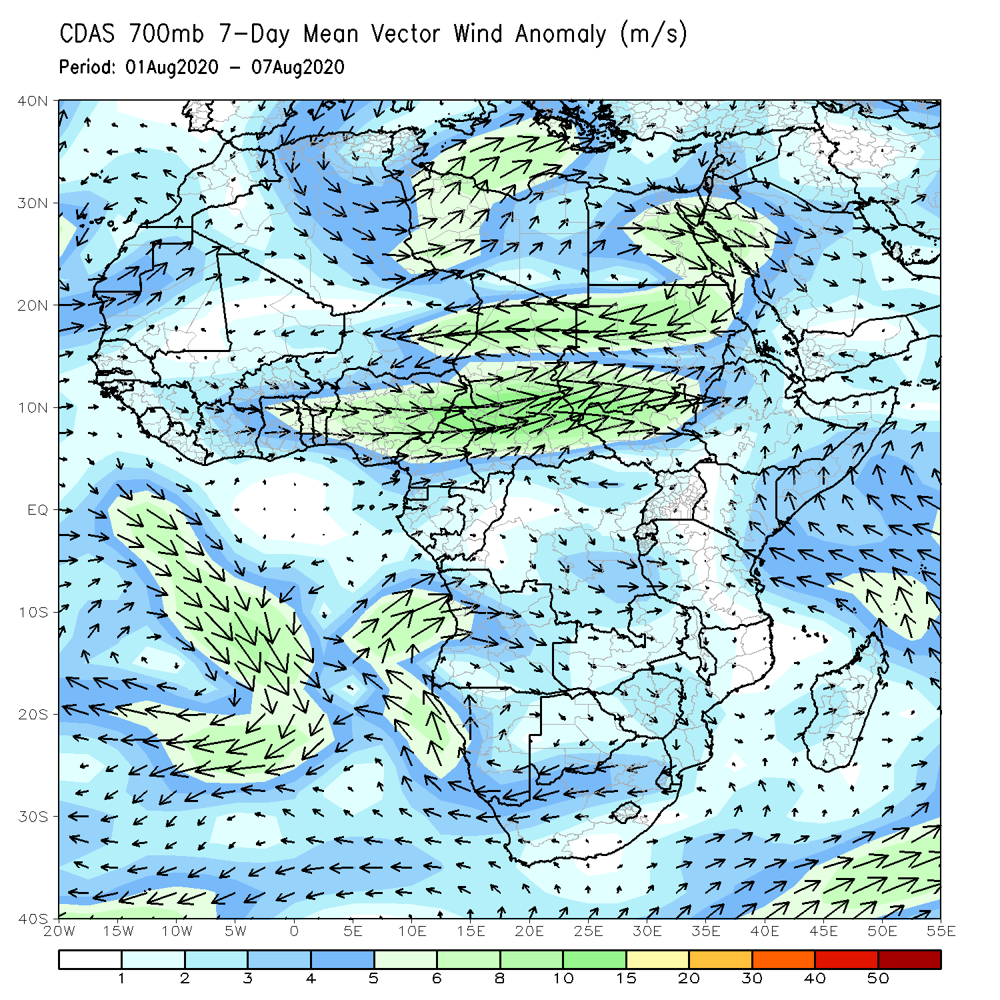 CDAS 700mb 7-Day Mean Vector Wind Anomaly (m/s)
Period: 01Aug2020 - 07Aug2020
40N
30N
20N
10N
EQ
10S
20S
30S
40S
20W 15W 10W 5W 0 5E 10E 15E 20E 25E 30E 35E 40E 45E 50E 55E
1 2 3 4 5 6 8 10 15 20 30 40 50